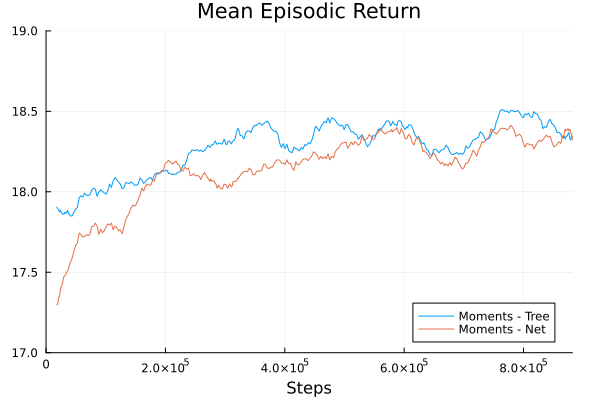 Mean Episodic Return
19.0
18.5
18.0
17.5
17.0
Moments - Tree
Moments - Net
0
2.0×10⁵
4.0×10⁵
6.0×10⁵
8.0×10⁵
Steps